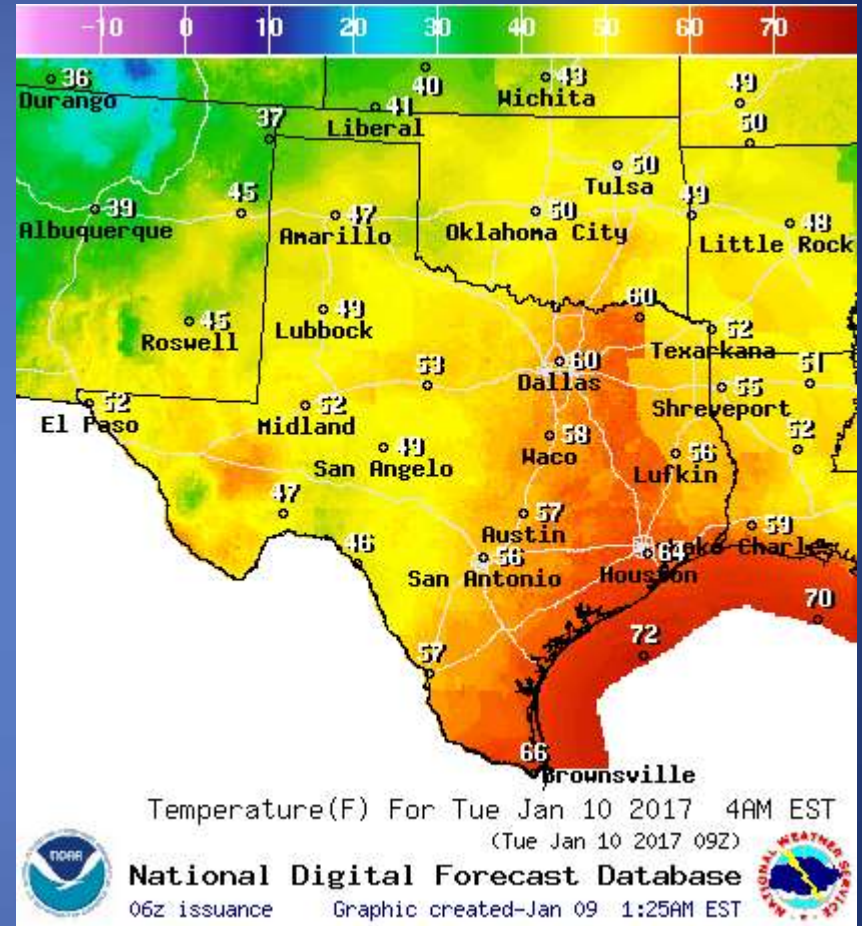 -10 0 10 20 30 40 50 60 70
36 40 43 49
Durango 41 Wichita
37 Liberal 50
50
Tulsa
39 45 47 50 49 48
Albuquerque Amarillo Oklahoma City Little Rock
45 49 60 52
Roswell Lubbock Texarkana
53 60 51
Dallas 55
52 52 Shreveport
El Paso Midland
49 58 56 52
San Angelo Waco Lufkin
47 57 59
Austin
46 56 64 Lake Charles
San Antonio Houston
70
72
57
66
Brownsville
Temperature(F) For Tue Jan 10 2017 4AM EST
(Tue Jan 10 2017 09Z)
NOAA
NATIONAL WEATHER SERVICE
National Digital Forecast Database
06z issuance Graphic created-Jan 09 1:25AM EST